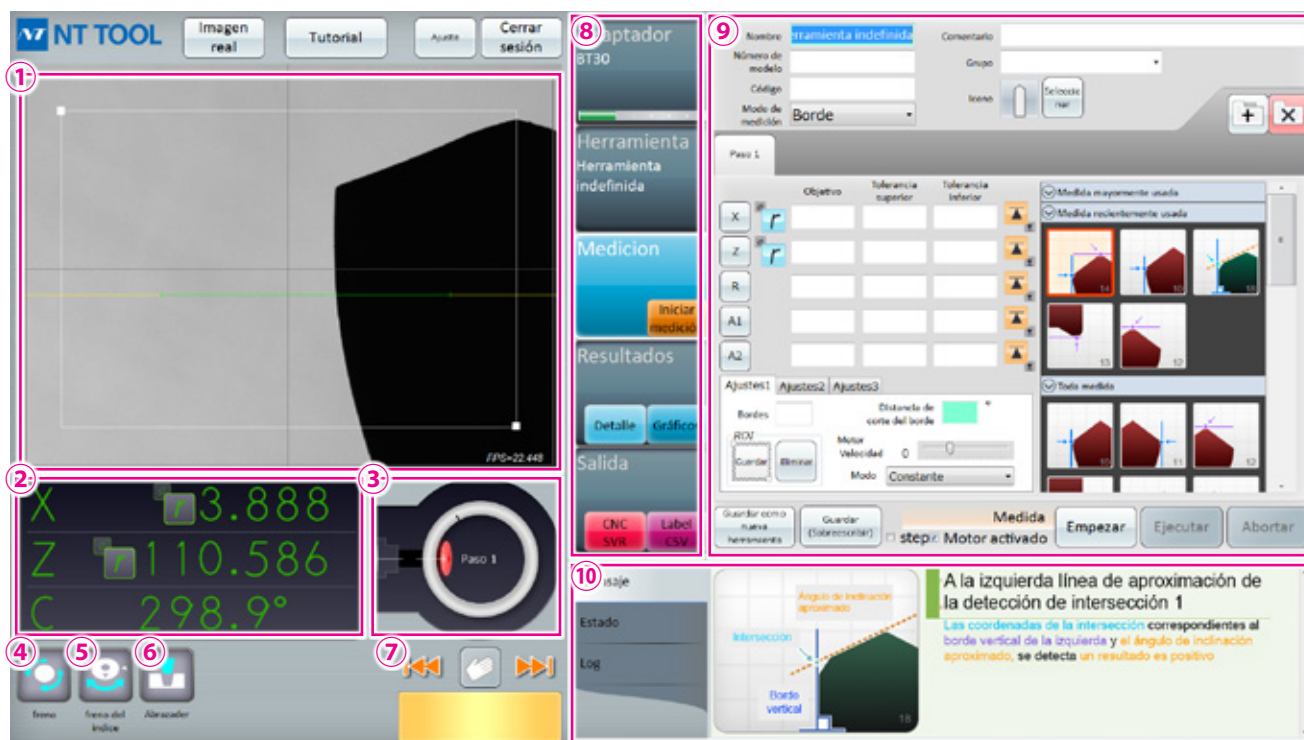 NT TOOL
Imagen
real
Tutorial
Ajuste
Cerrar
sesión
①
FPS=22.448
②
X r 3.888
Z r 110.586
C 298.9°
③
Paso 1
④
freno
⑤
freno del
índice
⑥
Abrazador
⑦
⑧
aptador
BT30
Herramienta
Herramienta
indefinida
Medicion
Iniciar
medició
Resultados
Detalle
Gráfico
Salida
CNC
SVR
Label
CSV
⑨
Nombre
rramienta indefinida
Comentario
Número de
modelo
Grupo
Código
Icono
Seleccio
nar
Modo de
medición
Borde
Paso 1
Objetivo
Tolerancia
superior
Tolerancia
inferior
X
Z
R
A1
A2
Medida mayormente usada
Medida recientemente usada
14
10
18
13
12
Todo medida
10
11
12
Ajustes1
Ajustes2
Ajustes3
Bordes
Distancia de
corte del borde
ROI
Guardar
Eliminar
Motor
Velocidad
0
Modo
Constante
Guardar como
nueva
herramienta
Guardar
(Sobreescribir)
Medida
step
Motor activado
Empezar
Ejecutar
Abortar
⑩
saje
Estado
Log
Ángulo de inclinación
aproximado
Intersección
Borde
vertical
18
A la izquierda línea de aproximación de
la detección de intersección 1
Las coordenadas de la intersección correspondientes al
borde vertical de la izquierda y el ángulo de inclinación
aproximado, se detecta un resultado es positivo